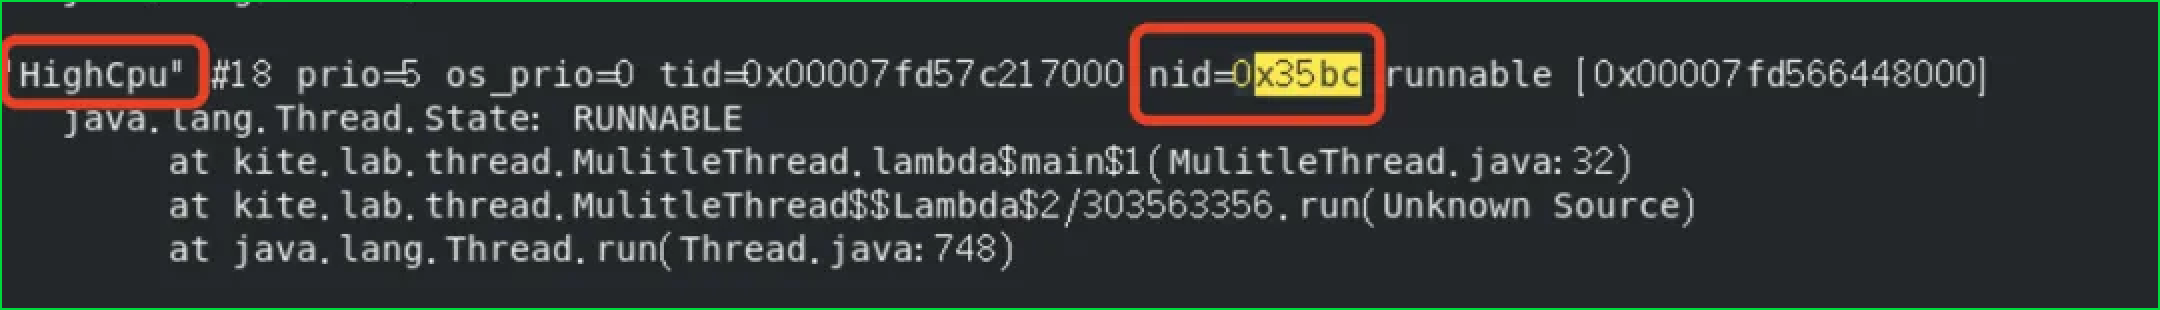 "HighCpu" #18 prio=5 os_prio=0 tid=0x00007fd57c217000 nid=0x35bc runnable [0x00007fd566448000]
java.lang.Thread.State: RUNNABLE
at kite.lab.thread.MulitleThread.lambda$main$1(MulitleThread.java:32)
at kite.lab.thread.MulitleThread$$Lambda$2/303563356.run(Unknown Source)
at java.lang.Thread.run(Thread.java:748)